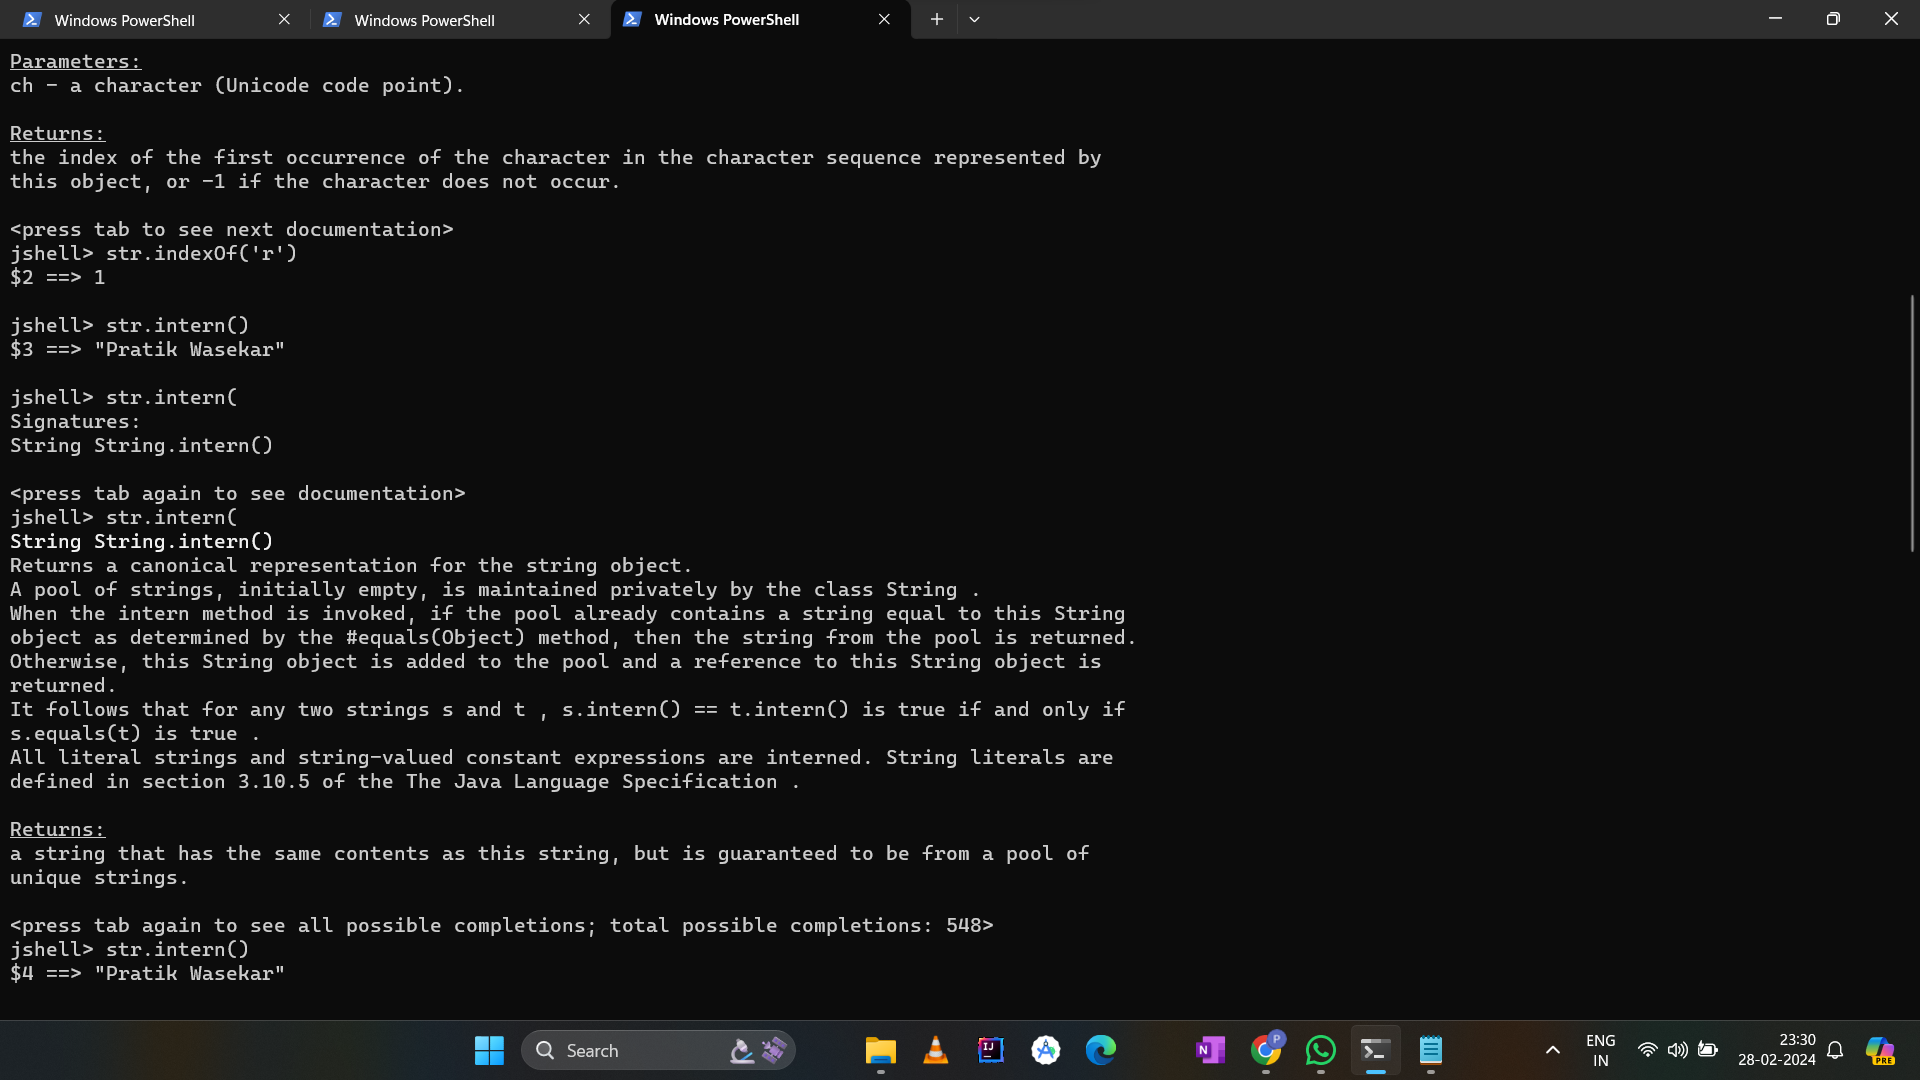 Windows PowerShell
Windows PowerShell
Windows PowerShell
Parameters:
ch - a character (Unicode code point).
Returns:
the index of the first occurrence of the character in the character sequence represented by
this object, or -1 if the character does not occur.
<press tab to see next documentation>
jshell> str.indexOf('r')
$2 ==> 1
jshell> str.intern()
$3 ==> "Pratik Wasekar"
jshell> str.intern(
Signatures:
String String.intern()
<press tab again to see documentation>
jshell> str.intern(
String String.intern()
Returns a canonical representation for the string object.
A pool of strings, initially empty, is maintained privately by the class String .
When the intern method is invoked, if the pool already contains a string equal to this String
object as determined by the #equals(Object) method, then the string from the pool is returned.
Otherwise, this String object is added to the pool and a reference to this String object is
returned.
It follows that for any two strings s and t , s.intern() == t.intern() is true if and only if
s.equals(t) is true .
All literal strings and string-valued constant expressions are interned. String literals are
defined in section 3.10.5 of the The Java Language Specification .
Returns:
a string that has the same contents as this string, but is guaranteed to be from a pool of
unique strings.
<press tab again to see all possible completions; total possible completions: 548>
jshell> str.intern()
$4 ==> "Pratik Wasekar"
Search
IJ
N
P
ENG
IN
23:30
28-02-2024
PRE